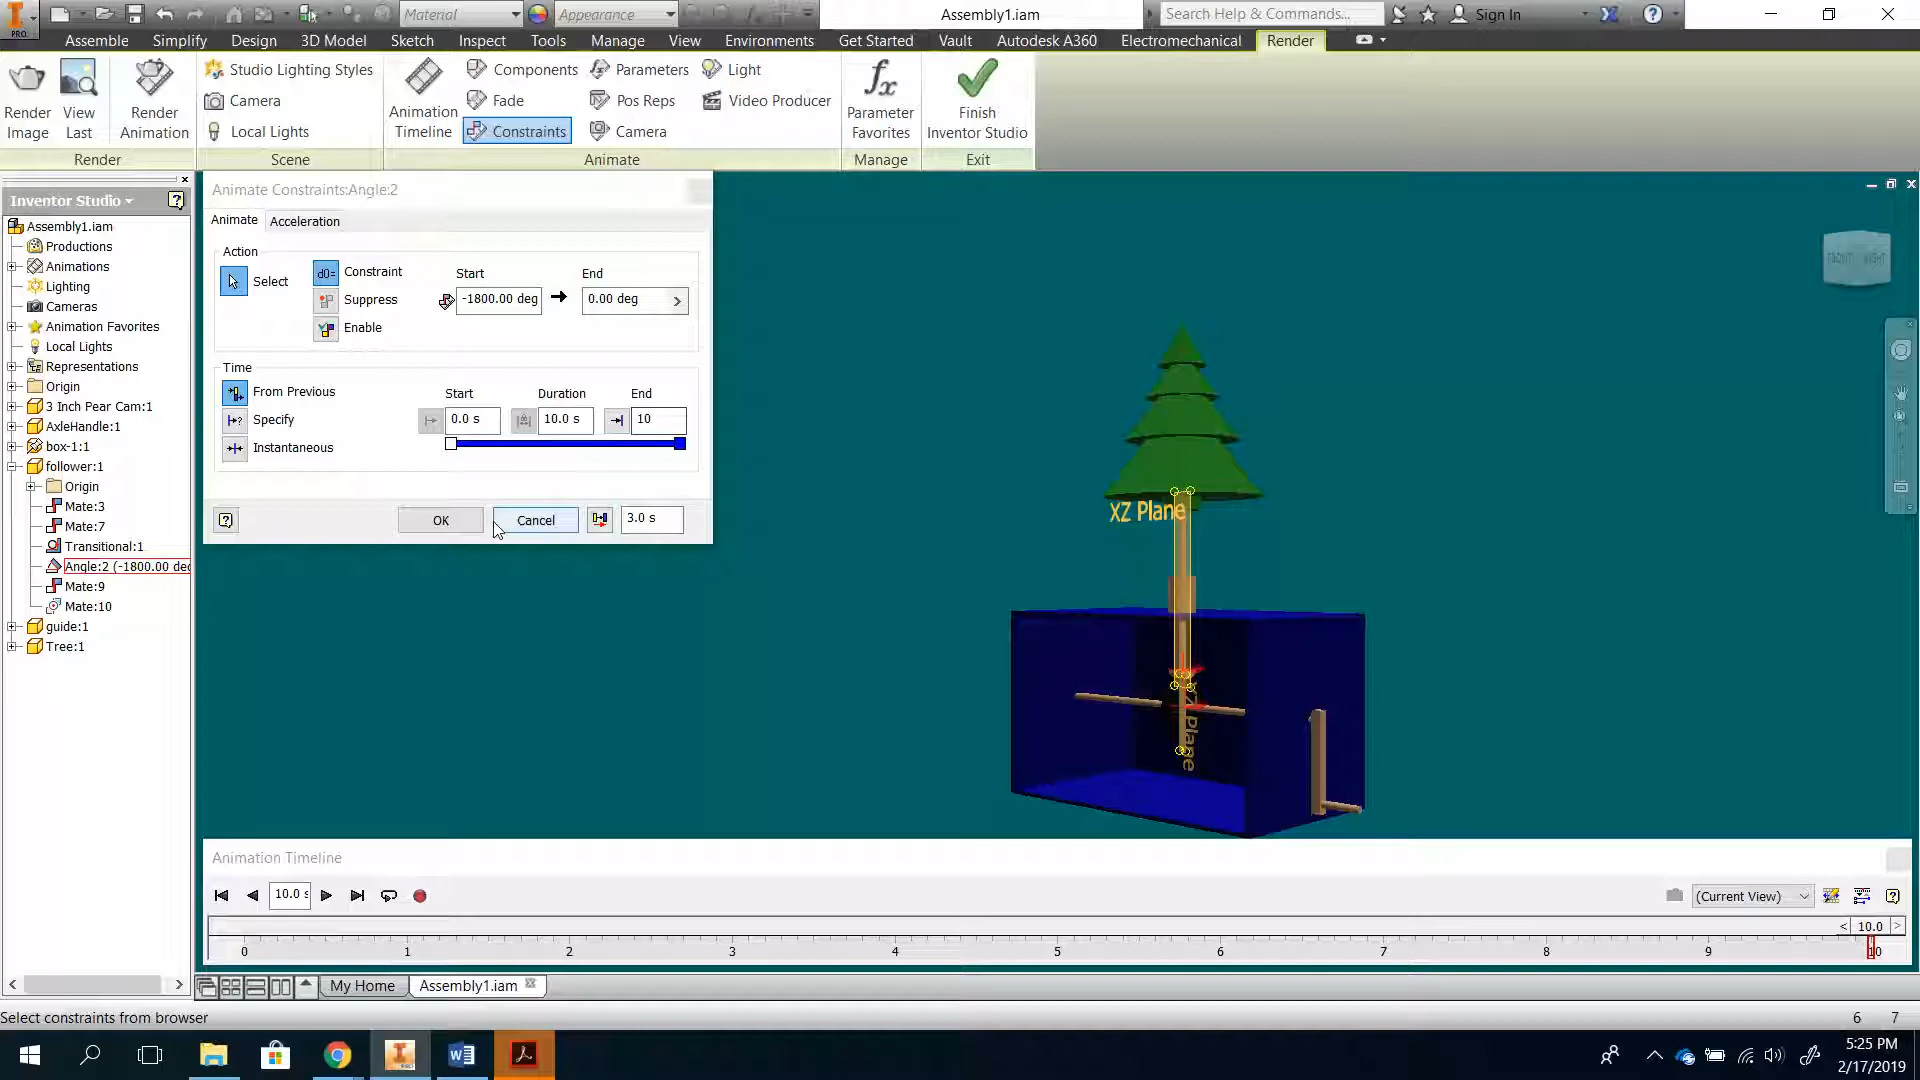 Material
Appearance
Assembly1.iam
Search Help & Commands...
Sign In
PRO
Assemble Simplify Design 3D Model Sketch Inspect Tools Manage View Environments Get Started Vault Autodesk A360 Electromechanical Render
Render Image
View Last
Render Animation
Studio Lighting Styles
Camera
Local Lights
Animation Timeline
Components
Fade
Constraints
Parameters
Pos Reps
Camera
Light
Video Producer
fx
Parameter Favorites
Finish Inventor Studio
Render
Scene
Animate
Manage
Exit
Inventor Studio
Assembly1.iam
Productions
Animations
Lighting
Cameras
Animation Favorites
Local Lights
Representations
Origin
3 Inch Pear Cam:1
AxleHandle:1
box-1:1
follower:1
Origin
Mate:3
Mate:7
Transitional:1
Angle:2 (-1800.00 deg
Mate:9
Mate:10
guide:1
Tree:1
Animate Constraints:Angle:2
Animate Acceleration
Action
Select
d0= Constraint
Suppress
Enable
Start
-1800.00 deg
End
0.00 deg
Time
From Previous
Specify
Instantaneous
Start Duration End
0.0 s 10.0 s 10
OK Cancel 3.0 s
FRONT RIGHT
XZ Plane
XZ Plane
Animation Timeline
10.0 s
(Current View)
< 10.0 >
0 1 2 3 4 5 6 7 8 9 10
My Home Assembly1.iam
Select constraints from browser
6 7
5:25 PM
2/17/2019